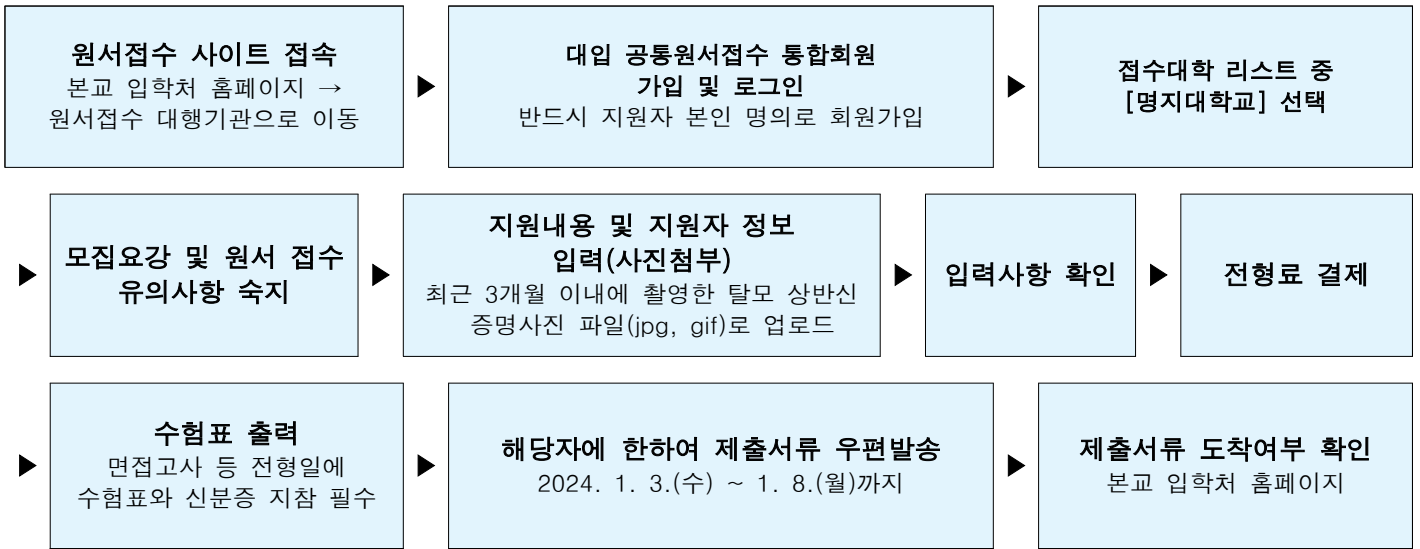 원서접수 사이트 접속
본교 입학처 홈페이지 →
원서접수 대행기관으로 이동
▶
대입 공통원서접수 통합회원
가입 및 로그인
반드시 지원자 본인 명의로 회원가입
▶
접수대학 리스트 중
[명지대학교] 선택
▶
모집요강 및 원서 접수
유의사항 숙지
▶
지원내용 및 지원자 정보
입력(사진첨부)
최근 3개월 이내에 촬영한 탈모 상반신
증명사진 파일(jpg, gif)로 업로드
▶
입력사항 확인
▶
전형료 결제
▶
수험표 출력
면접고사 등 전형일에
수험표와 신분증 지참 필수
▶
해당자에 한하여 제출서류 우편발송
2024. 1. 3.(수) ~ 1. 8.(월)까지
▶
제출서류 도착여부 확인
본교 입학처 홈페이지